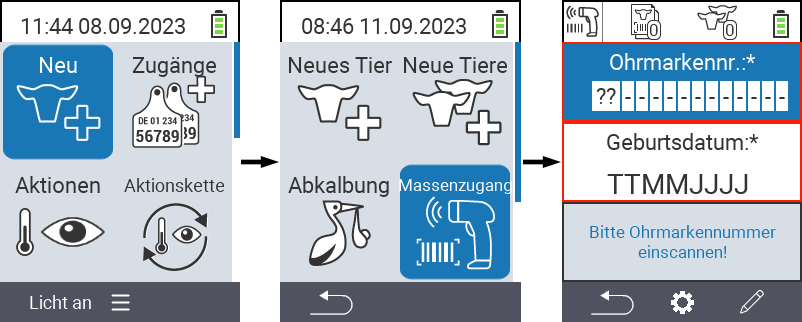 11:44 08.09.2023
Neu
Zugänge
DE 01 234
56789
89
Aktionen
Aktionskette
Licht an
08:46 11.09.2023
Neues Tier
Neue Tiere
Abkalbung
Massenzugang
0
0
Ohrmarkennr.:*
??------------
Geburtsdatum:*
TTMMJJJJ
Bitte Ohrmarkennummer
einscannen!